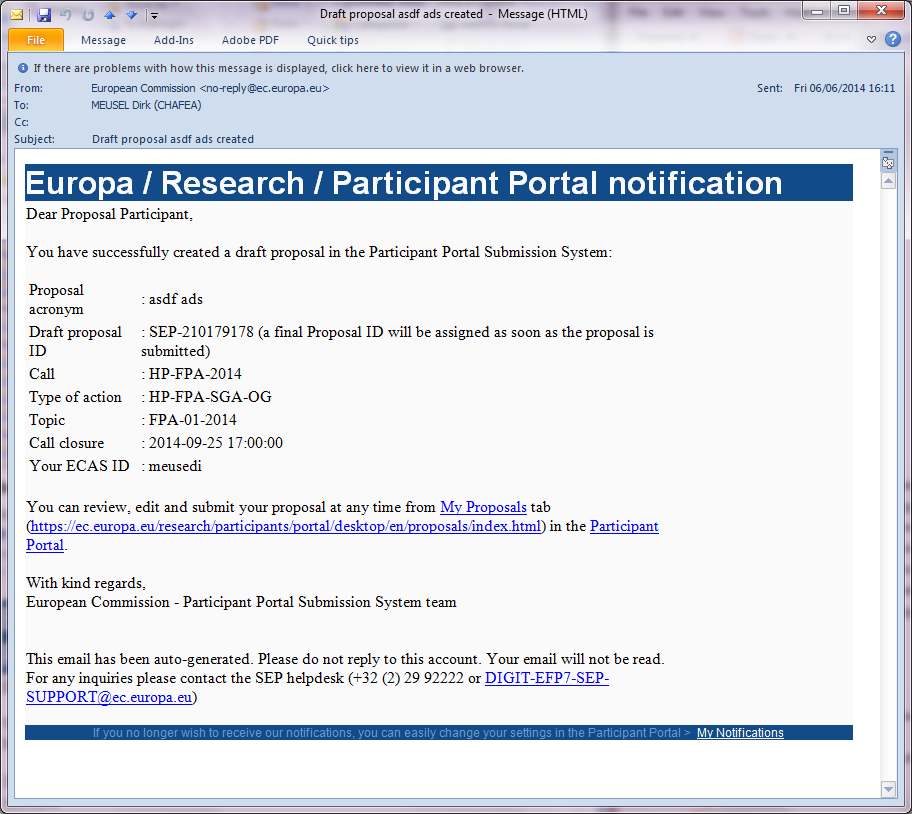 Draft proposal asdf ads created - Message (HTML)
File Message Add-Ins Adobe PDF Quick tips
If there are problems with how this message is displayed, click here to view it in a web browser.
From: European Commission <no-reply@ec.europa.eu> Sent: Fri 06/06/2014 16:11
To: MEUSEL Dirk (CHAFEA)
Cc:
Subject: Draft proposal asdf ads created
Europa / Research / Participant Portal notification
Dear Proposal Participant,
You have successfully created a draft proposal in the Participant Portal Submission System:
Proposal
acronym : asdf ads
Draft proposal : SEP-210179178 (a final Proposal ID will be assigned as soon as the proposal is
ID submitted)
Call : HP-FPA-2014
Type of action : HP-FPA-SGA-OG
Topic : FPA-01-2014
Call closure : 2014-09-25 17:00:00
Your ECAS ID : meusedi
You can review, edit and submit your proposal at any time from My Proposals tab
(https://ec.europa.eu/research/participants/portal/desktop/en/proposals/index.html) in the Participant
Portal.
With kind regards,
European Commission - Participant Portal Submission System team
This email has been auto-generated. Please do not reply to this account. Your email will not be read.
For any inquiries please contact the SEP helpdesk (+32 (2) 29 92222 or DIGIT-EFP7-SEP-
SUPPORT@ec.europa.eu)
If you no longer wish to receive our notifications, you can easily change your settings in the Participant Portal > My Notifications